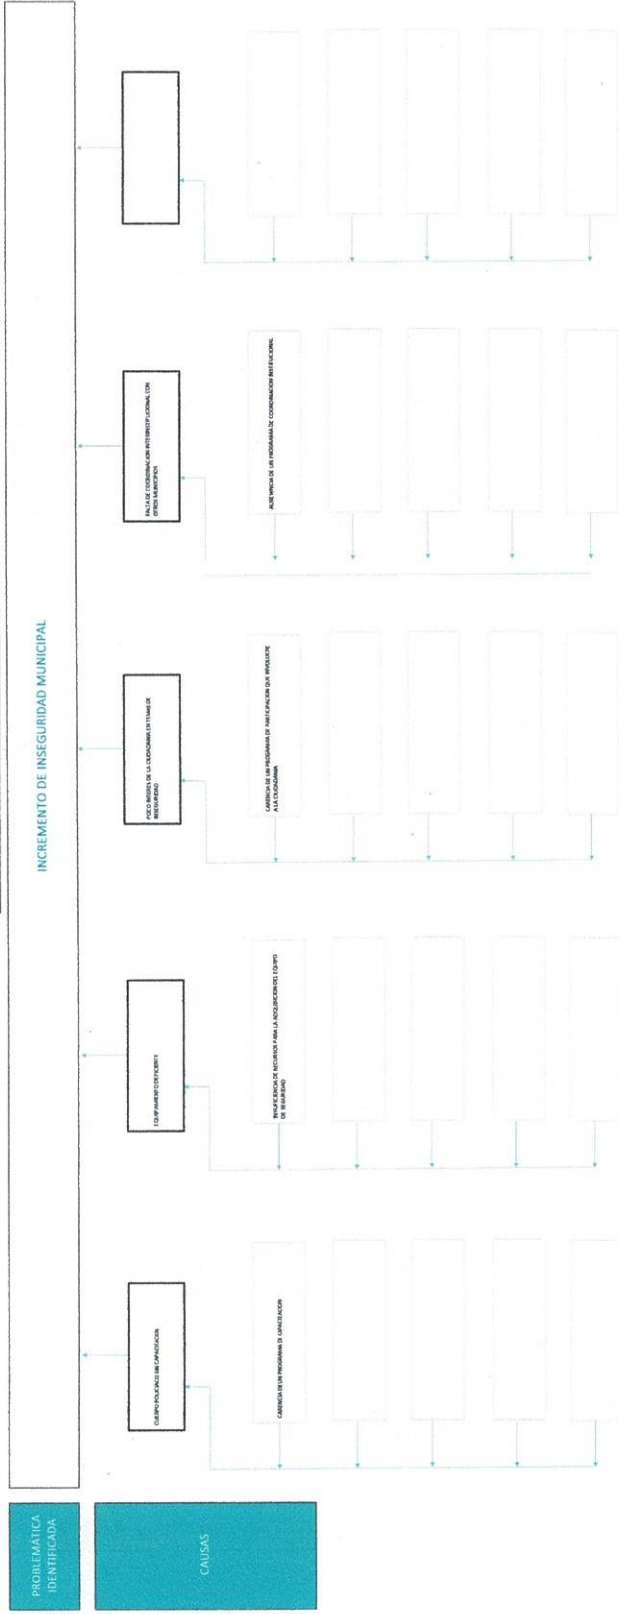 PROBLEMÁTICA
IDENTIFICADA
INCREMENTO DE INSEGURIDAD MUNICIPAL
CAUSAS
CUERPO POLICIACO SIN CAPACITACION
EQUIPAMIENTO DEFICIENTE
POCO INTERES DE LA CIUDADANIA EN TEMAS DE
INSEGURIDAD
FALTA DE COORDINACION INTERINSTITUCIONAL CON
OTROS MUNICIPIOS
CARENCIA DE UN PROGRAMA DE CAPACITACION
INSUFICIENCIA DE RECURSOS PARA LA ADQUISICION DEL EQUIPO
DE SEGURIDAD
CARENCIA DE UN PROGRAMA DE PARTICIPACION QUE INVOLUCRE
A LA CIUDADANIA
DE UN PROGRAMA DE COORDINACION INSTITUCIONAL